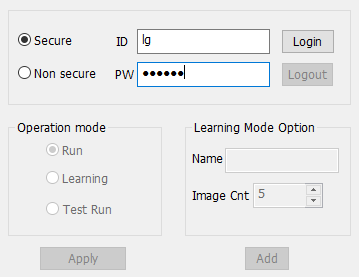 Secure ID lg Login
Non secure PW ●●●●●● Logout
Operation mode
Run
Learning
Test Run
Learning Mode Option
Name
Image Cnt 5
Apply
Add